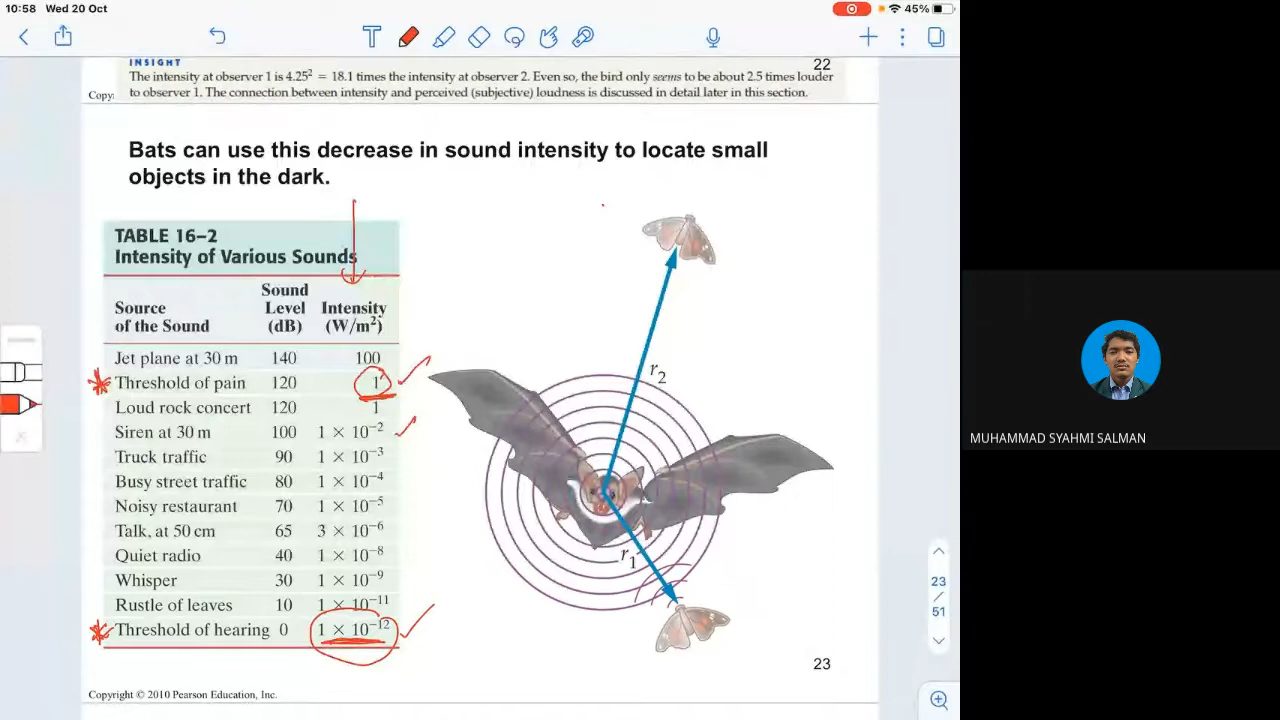 10:58 Wed 20 Oct
45%
22
INSIGHT
The intensity at observer 1 is 4.25² = 18.1 times the intensity at observer 2. Even so, the bird only seems to be about 2.5 times louder
to observer 1. The connection between intensity and perceived (subjective) loudness is discussed in detail later in this section.
Copy
Bats can use this decrease in sound intensity to locate small
objects in the dark.
TABLE 16–2
Intensity of Various Sounds
Source of the Sound | Sound Level (dB) | Intensity (W/m²)
Jet plane at 30 m 140 100
Threshold of pain 120 1
Loud rock concert 120 1
Siren at 30 m 100 1 × 10⁻²
Truck traffic 90 1 × 10⁻³
Busy street traffic 80 1 × 10⁻⁴
Noisy restaurant 70 1 × 10⁻⁵
Talk, at 50 cm 65 3 × 10⁻⁶
Quiet radio 40 1 × 10⁻⁸
Whisper 30 1 × 10⁻⁹
Rustle of leaves 10 1 × 10⁻¹¹
Threshold of hearing 0 1 × 10⁻¹²
r₂
r₁
23
Copyright © 2010 Pearson Education, Inc.
23
/
51
MUHAMMAD SYAHMI SALMAN